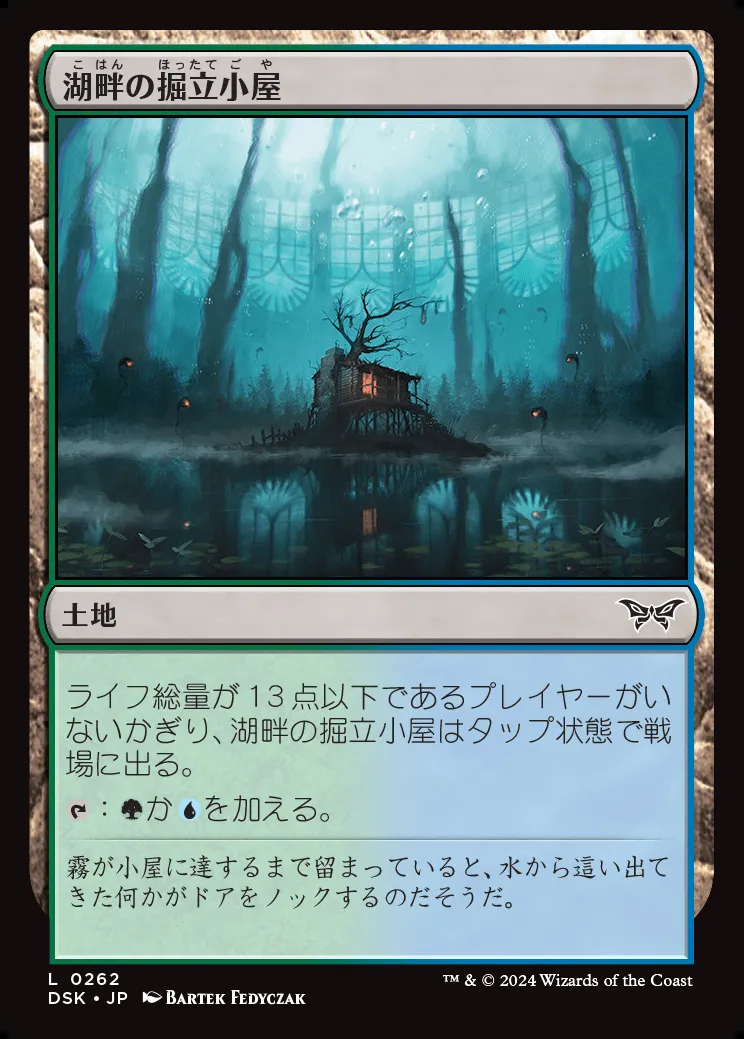 こはん ほったて ご や
湖畔の掘立小屋
土地
ライフ総量が13点以下であるプレイヤーがい
ないかぎり、湖畔の掘立小屋はタップ状態で戦
場に出る。
：か を加える。
霧が小屋に達するまで留まっていると、水から這い出て
きた何かがドアをノックするのだそうだ。
L 0262
DSK • JP BARTEK FEDYCZAK
™ & © 2024 Wizards of the Coast